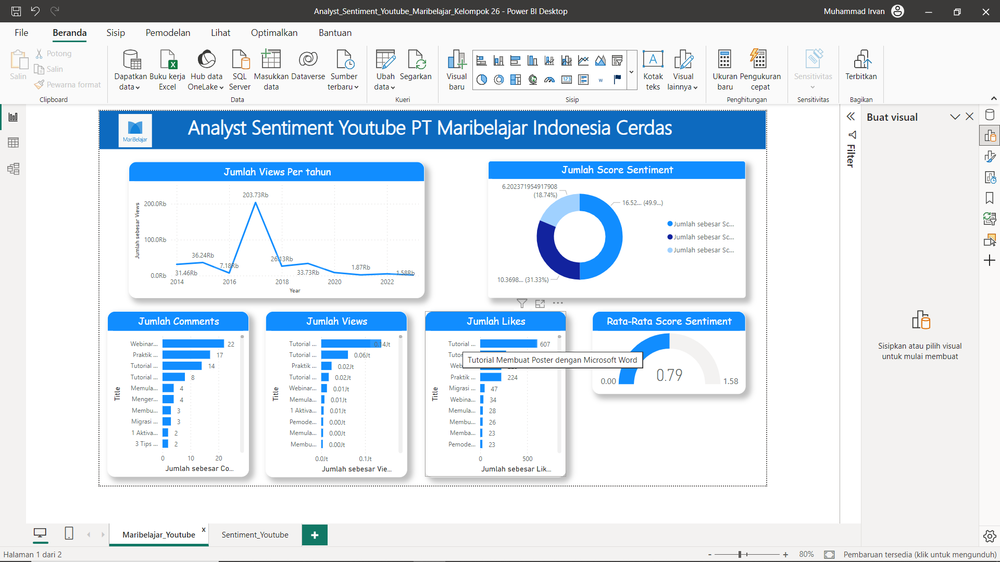 Analyst_Sentiment_Youtube_Maribelajar_Kelompok 26 - Power BI Desktop
Muhammad Irvan
File Beranda Sisip Pemodelan Lihat Optimalkan Bantuan
Salin
Potong
Salin
Pewarna format
Clipboard
Dapatkan data
Buku kerja Excel
Hub data OneLake
SQL Server
Masukkan data
Dataverse
Sumber terbaru
Data
Ubah data
Segarkan
Kueri
Visual baru
123
W
A
Kotak teks
Visual lainnya
Sisip
Ukuran baru
Pengukuran cepat
Penghitungan
Sensitivitas
Sensitivitas
Terbitkan
Bagikan
MariBelajar
Analyst Sentiment Youtube PT Maribelajar Indonesia Cerdas
Jumlah Views Per tahun
Jumlah sebesar Views
200.0Rb
100.0Rb
0.0Rb
31.46Rb
36.24Rb
7.18Rb
203.73Rb
26.13Rb
33.73Rb
1.87Rb
1.58Rb
2014 2016 2018 2020 2022
Year
Jumlah Score Sentiment
6.202371954917908
(18.74%)
16.52... (49.9...)
10.3698... (31.33%)
Jumlah sebesar Sc...
Jumlah sebesar Sc...
Jumlah sebesar Sc...
Jumlah Comments
Title
Webinar... 22
Praktik ... 17
Tutorial ... 14
Tutorial ... 8
Memula... 4
Menger... 4
Membu... 3
Migrasi ... 3
1 Aktiva... 2
3 Tips ... 2
0 10 20
Jumlah sebesar Co...
Jumlah Views
Title
Tutorial ... 0.14Jt
Tutorial ... 0.06Jt
Praktik ... 0.02Jt
Tutorial ... 0.02Jt
Webinar... 0.01Jt
Memula... 0.01Jt
1 Aktiva... 0.01Jt
Pemode... 0.00Jt
Memula... 0.00Jt
Membu... 0.00Jt
0.0Jt 0.1Jt
Jumlah sebesar Vie...
Jumlah Likes
Title
Tutorial ... 607
Tutorial Membuat Poster dengan Microsoft Word
Praktik ... 224
Migrasi ... 47
Webina... 34
Memula... 28
Membu... 26
Memba... 23
Pemode... 23
0 500
Jumlah sebesar Lik...
Rata-Rata Score Sentiment
0.00 0.79 1.58
Filter
Buat visual
Sisipkan atau pilih visual
untuk mulai membuat
Maribelajar_Youtube x
Sentiment_Youtube
+
Halaman 1 dari 2
- + 80%
Pembaruan tersedia (klik untuk mengunduh)